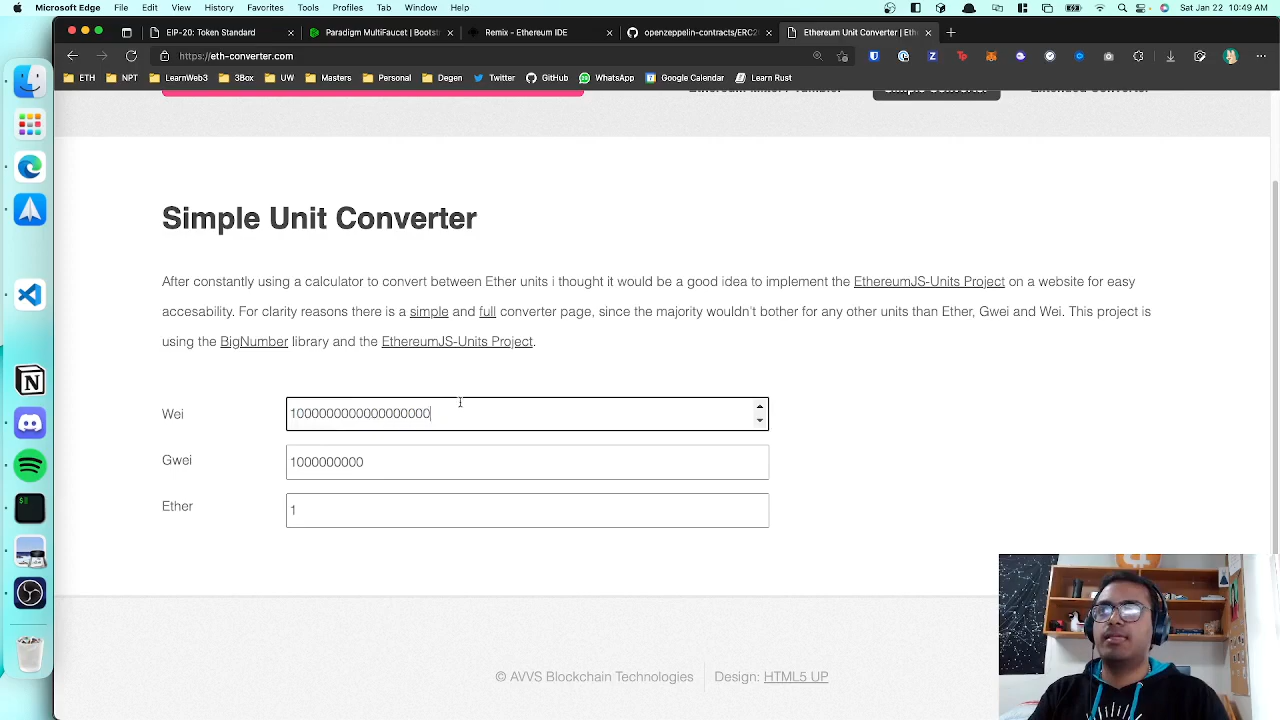 Microsoft Edge File Edit View History Favorites Tools Profiles Tab Window Help Sat Jan 22 10:49 AM
EIP-20: Token Standard Paradigm MultiFaucet | Bootst Remix - Ethereum IDE openzeppelin-contracts/ERC20 Ethereum Unit Converter | Eth
https://eth-converter.com
ETH NPT LearnWeb3 3Box UW Masters Personal Degen Twitter GitHub WhatsApp Google Calendar Learn Rust
Simple Converter Extended Converter
Simple Unit Converter
After constantly using a calculator to convert between Ether units i thought it would be a good idea to implement the EthereumJS-Units Project on a website for easy
accesability. For clarity reasons there's a simple and full converter page, since the majority wouldn't bother for any other units than Ether, Gwei and Wei. This project is
using the BigNumber library and the EthereumJS-Units Project.
Wei 1000000000000000000
Gwei 1000000000
Ether 1
© AVVS Blockchain Technologies Design: HTML5 UP